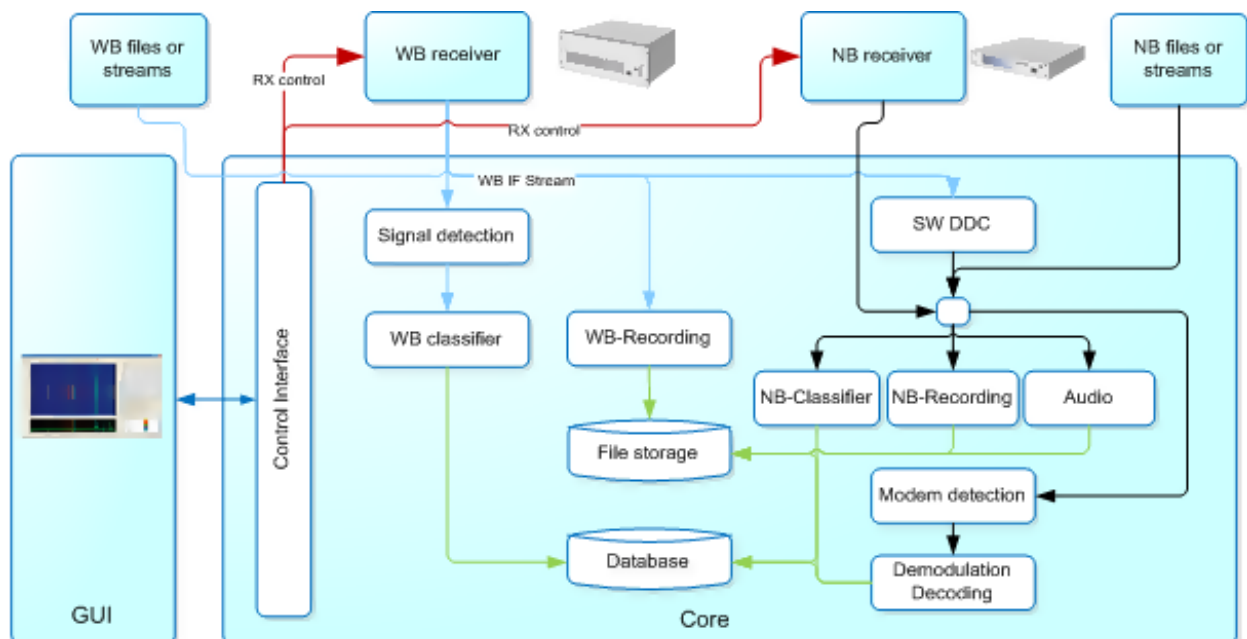 WB files or
streams
WB receiver
NB receiver
NB files or
streams
RX control
RX control
WB IF Stream
SW DDC
Signal detection
WB classifier
WB-Recording
Control Interface
NB-Classifier
NB-Recording
Audio
File storage
Modem detection
Database
Demodulation
Decoding
GUI
Core